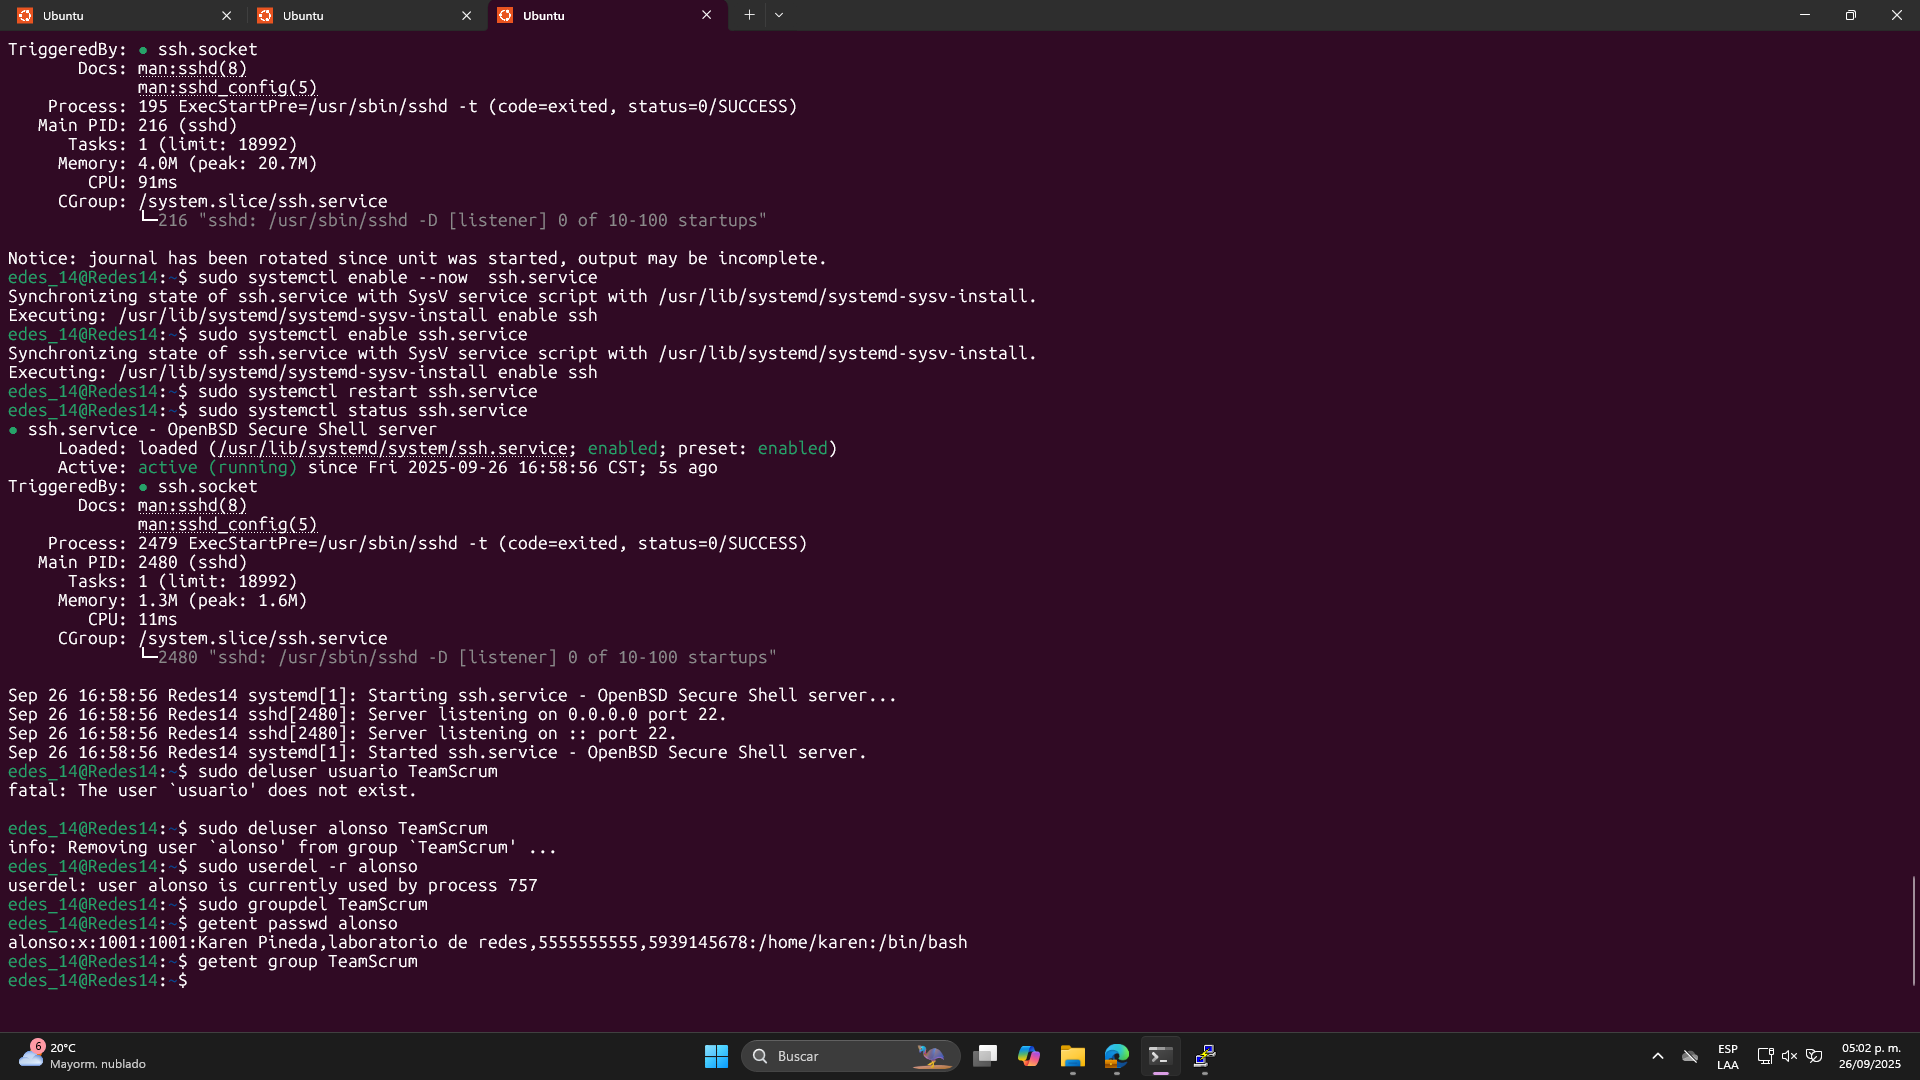 Ubuntu
Ubuntu
Ubuntu
TriggeredBy: ● ssh.socket
Docs: man:sshd(8)
man:sshd_config(5)
Process: 195 ExecStartPre=/usr/sbin/sshd -t (code=exited, status=0/SUCCESS)
Main PID: 216 (sshd)
Tasks: 1 (limit: 18992)
Memory: 4.0M (peak: 20.7M)
CPU: 91ms
CGroup: /system.slice/ssh.service
└─216 "sshd: /usr/sbin/sshd -D [listener] 0 of 10-100 startups"
Notice: journal has been rotated since unit was started, output may be incomplete.
edes_14@Redes14:~$ sudo systemctl enable --now  ssh.service
Synchronizing state of ssh.service with SysV service script with /usr/lib/systemd/systemd-sysv-install.
Executing: /usr/lib/systemd/systemd-sysv-install enable ssh
edes_14@Redes14:~$ sudo systemctl enable ssh.service
Synchronizing state of ssh.service with SysV service script with /usr/lib/systemd/systemd-sysv-install.
Executing: /usr/lib/systemd/systemd-sysv-install enable ssh
edes_14@Redes14:~$ sudo systemctl restart ssh.service
edes_14@Redes14:~$ sudo systemctl status ssh.service
● ssh.service - OpenBSD Secure Shell server
Loaded: loaded (/usr/lib/systemd/system/ssh.service; enabled; preset: enabled)
Active: active (running) since Fri 2025-09-26 16:58:56 CST; 5s ago
TriggeredBy: ● ssh.socket
Docs: man:sshd(8)
man:sshd_config(5)
Process: 2479 ExecStartPre=/usr/sbin/sshd -t (code=exited, status=0/SUCCESS)
Main PID: 2480 (sshd)
Tasks: 1 (limit: 18992)
Memory: 1.3M (peak: 1.6M)
CPU: 11ms
CGroup: /system.slice/ssh.service
└─2480 "sshd: /usr/sbin/sshd -D [listener] 0 of 10-100 startups"
Sep 26 16:58:56 Redes14 systemd[1]: Starting ssh.service - OpenBSD Secure Shell server...
Sep 26 16:58:56 Redes14 sshd[2480]: Server listening on 0.0.0.0 port 22.
Sep 26 16:58:56 Redes14 sshd[2480]: Server listening on :: port 22.
Sep 26 16:58:56 Redes14 systemd[1]: Started ssh.service - OpenBSD Secure Shell server.
edes_14@Redes14:~$ sudo deluser usuario TeamScrum
fatal: The user `usuario' does not exist.
edes_14@Redes14:~$ sudo deluser alonso TeamScrum
info: Removing user `alonso' from group `TeamScrum' ...
edes_14@Redes14:~$ sudo userdel -r alonso
userdel: user alonso is currently used by process 757
edes_14@Redes14:~$ sudo groupdel TeamScrum
edes_14@Redes14:~$ getent passwd alonso
alonso:x:1001:1001:Karen Pineda,laboratorio de redes,5555555555,5939145678:/home/karen:/bin/bash
edes_14@Redes14:~$ getent group TeamScrum
edes_14@Redes14:~$
6
20°C
Mayorm. nublado
Buscar
ESP
LAA
05:02 p. m.
26/09/2025